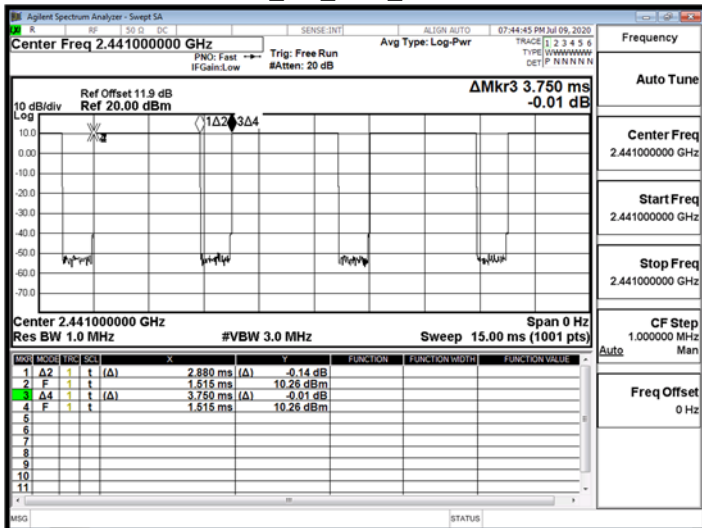 Agilent Spectrum Analyzer - Swept SA
R RF 50 Ω DC SENSE:INT ALIGN AUTO 07:44:45 PM Jul 09, 2020
Center Freq 2.441000000 GHz
PNO: Fast
IFGain:Low
Trig: Free Run
#Atten: 20 dB
Avg Type: Log-Pwr
TRACE 1 2 3 4 5 6
TYPE WWWWWW
DET P N N N N N
Ref Offset 11.9 dB
10 dB/div Ref 20.00 dBm
Log
ΔMkr3 3.750 ms
-0.01 dB
1Δ2 3Δ4
10.0
0.00
-10.0
-20.0
-30.0
-40.0
-50.0
-60.0
-70.0
Center 2.441000000 GHz Span 0 Hz
Res BW 1.0 MHz #VBW 3.0 MHz Sweep 15.00 ms (1001 pts)
MKR MODE TRC SCL X Y FUNCTION FUNCTION WIDTH FUNCTION VALUE
1 Δ2 1 t (Δ) 2.880 ms (Δ) -0.14 dB
2 F 1 t 1.515 ms 10.26 dBm
3 Δ4 1 t (Δ) 3.750 ms (Δ) -0.01 dB
4 F 1 t 1.515 ms 10.26 dBm
5
6
7
8
9
10
11
MSG STATUS
Frequency
Auto Tune
Center Freq
2.441000000 GHz
Start Freq
2.441000000 GHz
Stop Freq
2.441000000 GHz
CF Step
1.000000 MHz
Auto Man
Freq Offset
0 Hz